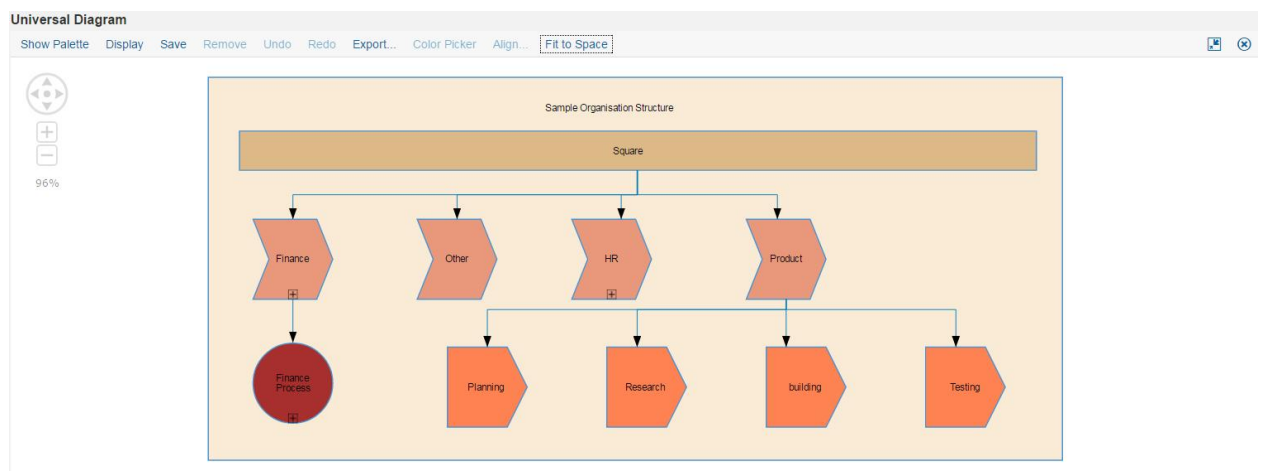 Universal Diagram
Show Palette Display Save Remove Undo Redo Export... Color Picker Align... Fit to Space
96%
Sample Organisation Structure
Square
Finance Other HR Product
Finance
Process
Planning Research building Testing